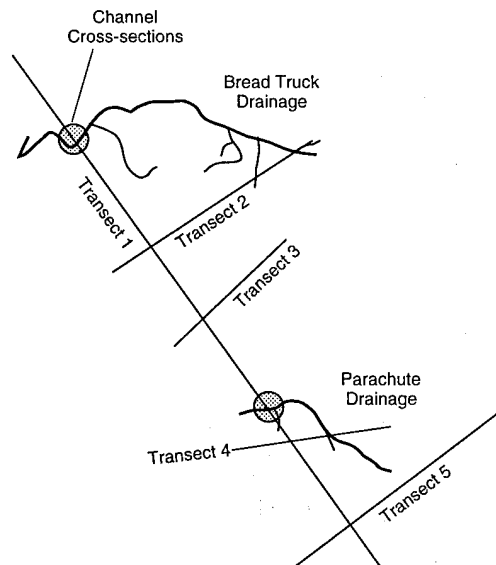 Channel
Cross-sections
Bread Truck
Drainage
Transect 1
Transect 2
Transect 3
Parachute
Drainage
Transect 4
Transect 5